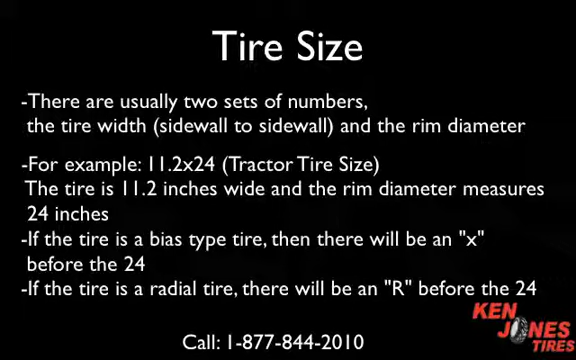 Tire Size
-There are usually two sets of numbers,
the tire width (sidewall to sidewall) and the rim diameter
-For example: 11.2x24 (Tractor Tire Size)
The tire is 11.2 inches wide and the rim diameter measures
24 inches
-If the tire is a bias type tire, then there will be an "x"
before the 24
-If the tire is a radial tire, there will be an "R" before the 24
KEN
JONES
TIRES
Call: 1-877-844-2010